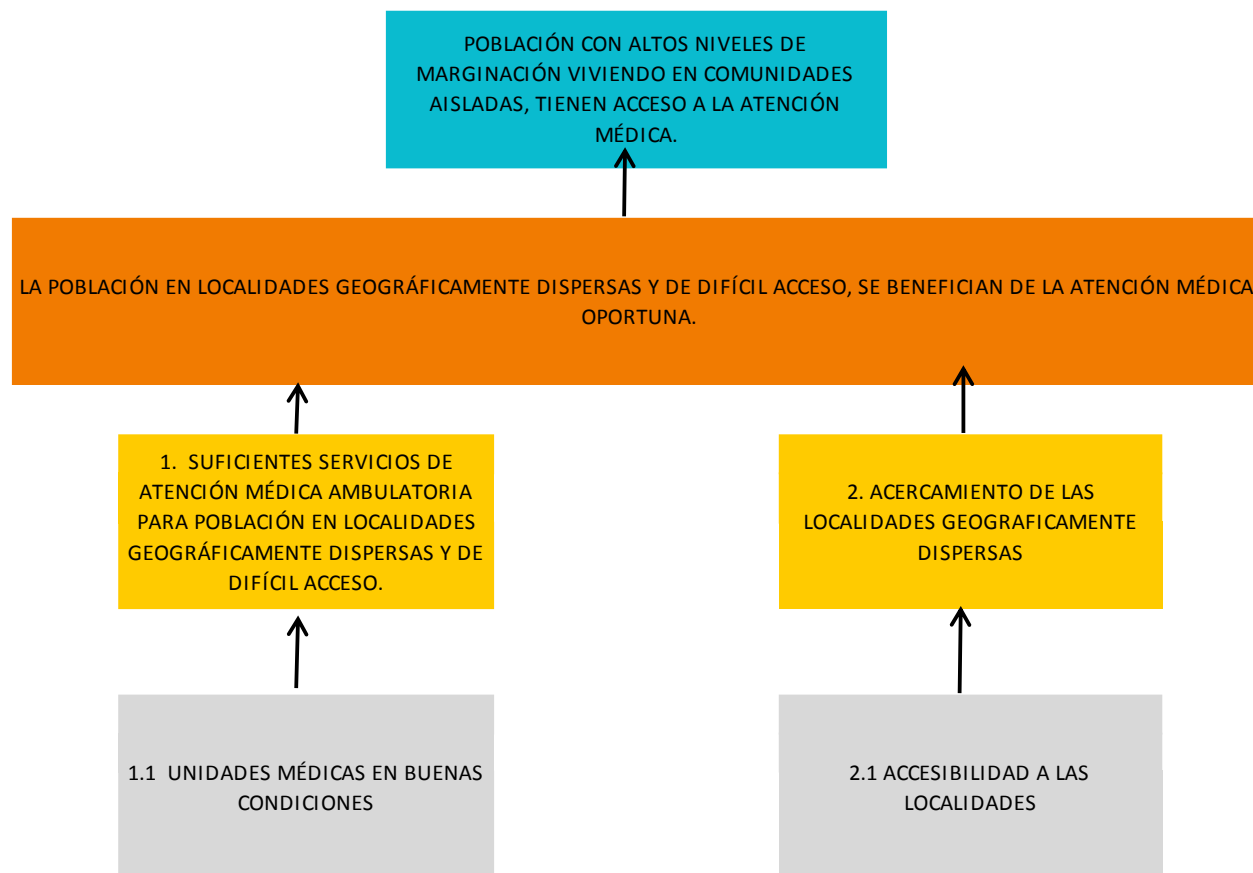 POBLACIÓN CON ALTOS NIVELES DE
MARGINACIÓN VIVIENDO EN COMUNIDADES
AISLADAS, TIENEN ACCESO A LA ATENCIÓN
MÉDICA.
LA POBLACIÓN EN LOCALIDADES GEOGRÁFICAMENTE DISPERSAS Y DE DIFÍCIL ACCESO, SE BENEFICIAN DE LA ATENCIÓN MÉDICA
OPORTUNA.
1. SUFICIENTES SERVICIOS DE
ATENCIÓN MÉDICA AMBULATORIA
PARA POBLACIÓN EN LOCALIDADES
GEOGRÁFICAMENTE DISPERSAS Y DE
DIFÍCIL ACCESO.
2. ACERCAMIENTO DE LAS
LOCALIDADES GEOGRAFICAMENTE
DISPERSAS
1.1 UNIDADES MÉDICAS EN BUENAS
CONDICIONES
2.1 ACCESIBILIDAD A LAS
LOCALIDADES